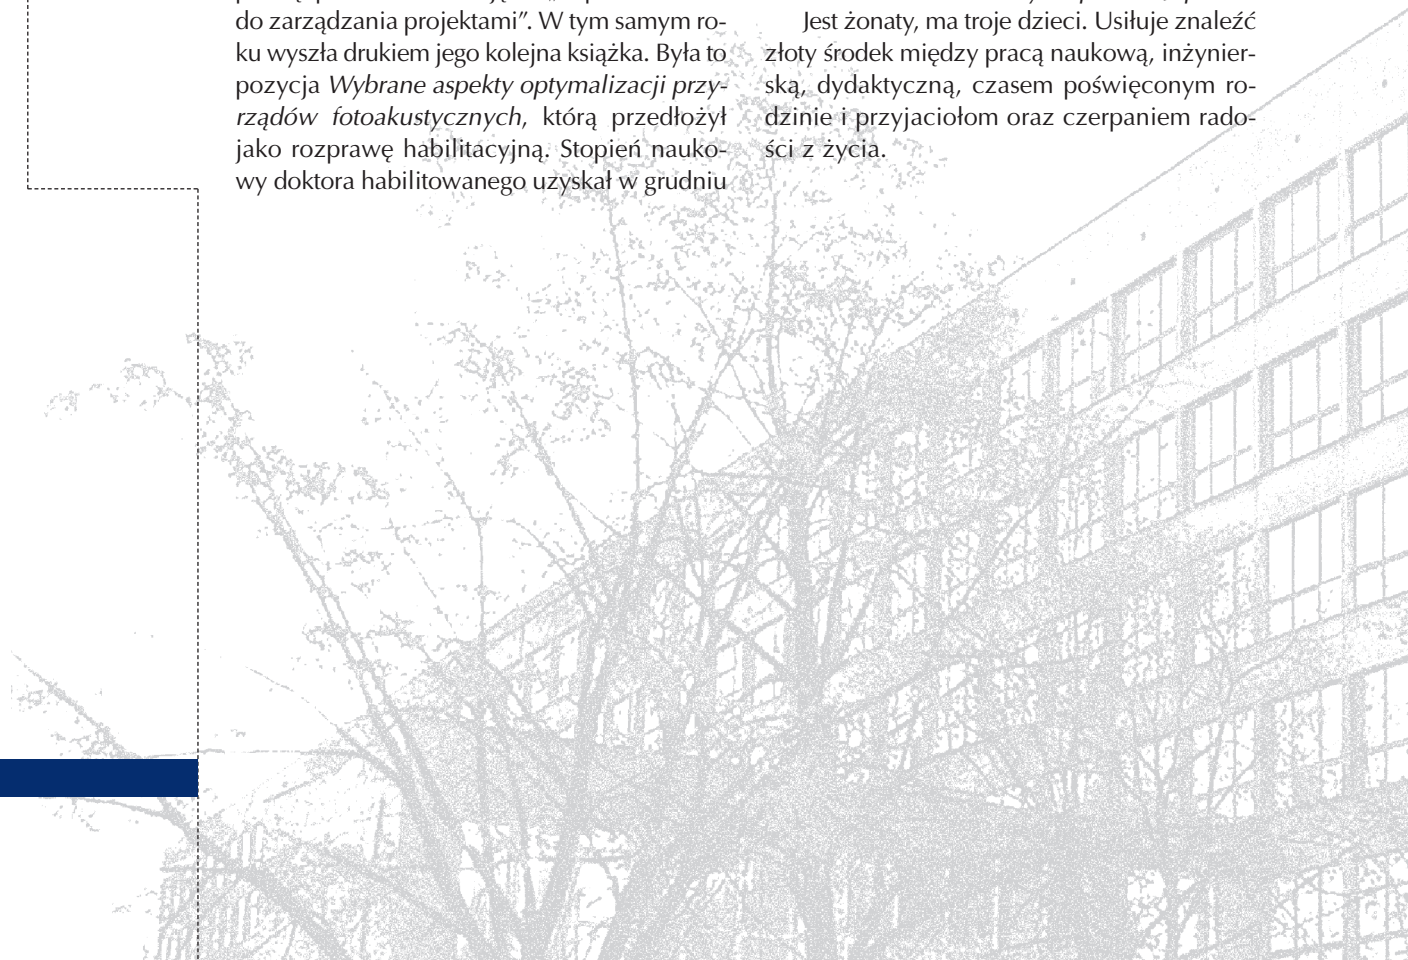 do zarządzania projektami”. W tym samym ro-
ku wyszła drukiem jego kolejna książka. Była to
pozycja Wybrane aspekty optymalizacji przy-
rządów fotoakustycznych, którą przedłożył
jako rozprawę habilitacyjną. Stopień nauko-
wy doktora habilitowanego uzyskał w grudniu
Jest żonaty, ma troje dzieci. Usiłuje znaleźć
złoty środek między pracą naukową, inżynier-
ską, dydaktyczną, czasem poświęconym ro-
dzinie i przyjaciołom oraz czerpaniem rado-
ści z życia.